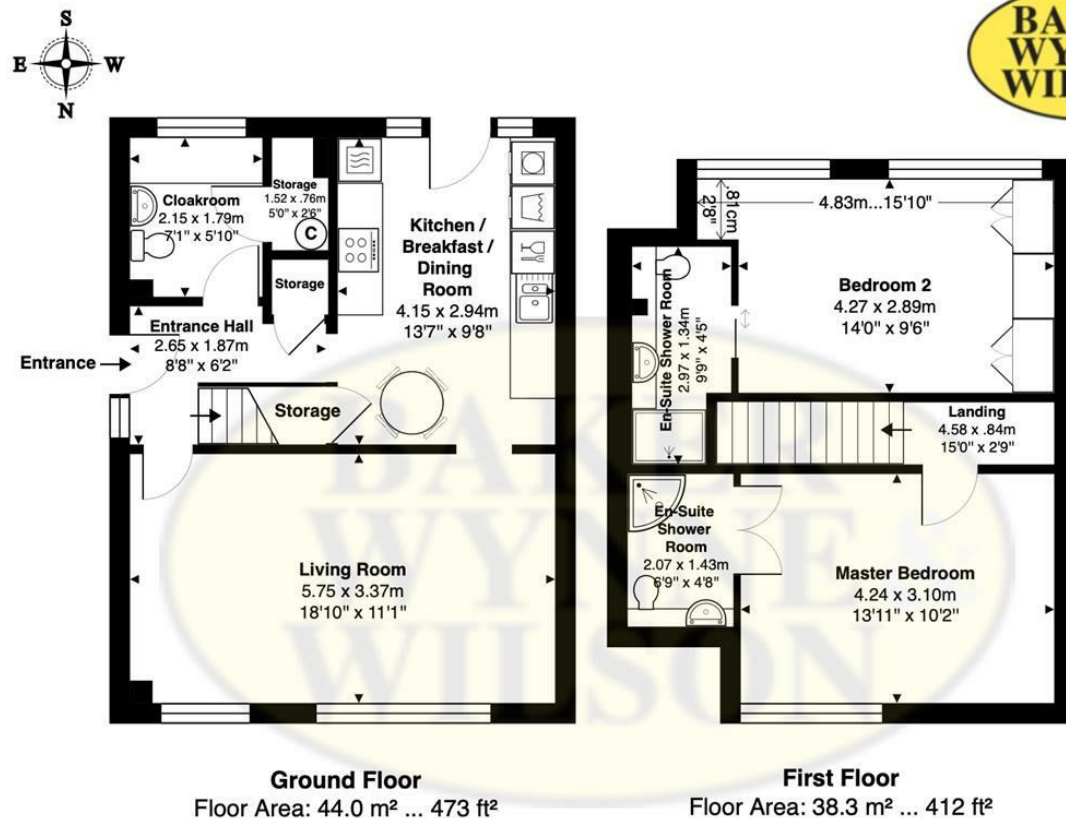 S
E W
N
BA
WY
WIL
Cloakroom
2.15 x 1.79m
7'1" x 5'10"
Storage
1.52 x .76m
5'0" x 2'6"
C
Storage
Kitchen /
Breakfast /
Dining
Room
4.15 x 2.94m
13'7" x 9'8"
Entrance Hall
2.65 x 1.87m
8'8" x 6'2"
Entrance
Storage
Living Room
5.75 x 3.37m
18'10" x 11'1"
Ground Floor
Floor Area: 44.0 m² ... 473 ft²
.81cm
2'8"
4.83m...15'10"
Bedroom 2
4.27 x 2.89m
14'0" x 9'6"
En-Suite Shower Room
2.97 x 1.34m
9'9" x 4'5"
Landing
4.58 x .84m
15'0" x 2'9"
En-Suite
Shower
Room
2.07 x 1.43m
6'9" x 4'8"
Master Bedroom
4.24 x 3.10m
13'11" x 10'2"
First Floor
Floor Area: 38.3 m² ... 412 ft²
BAKER
WYNNE &
WILSON